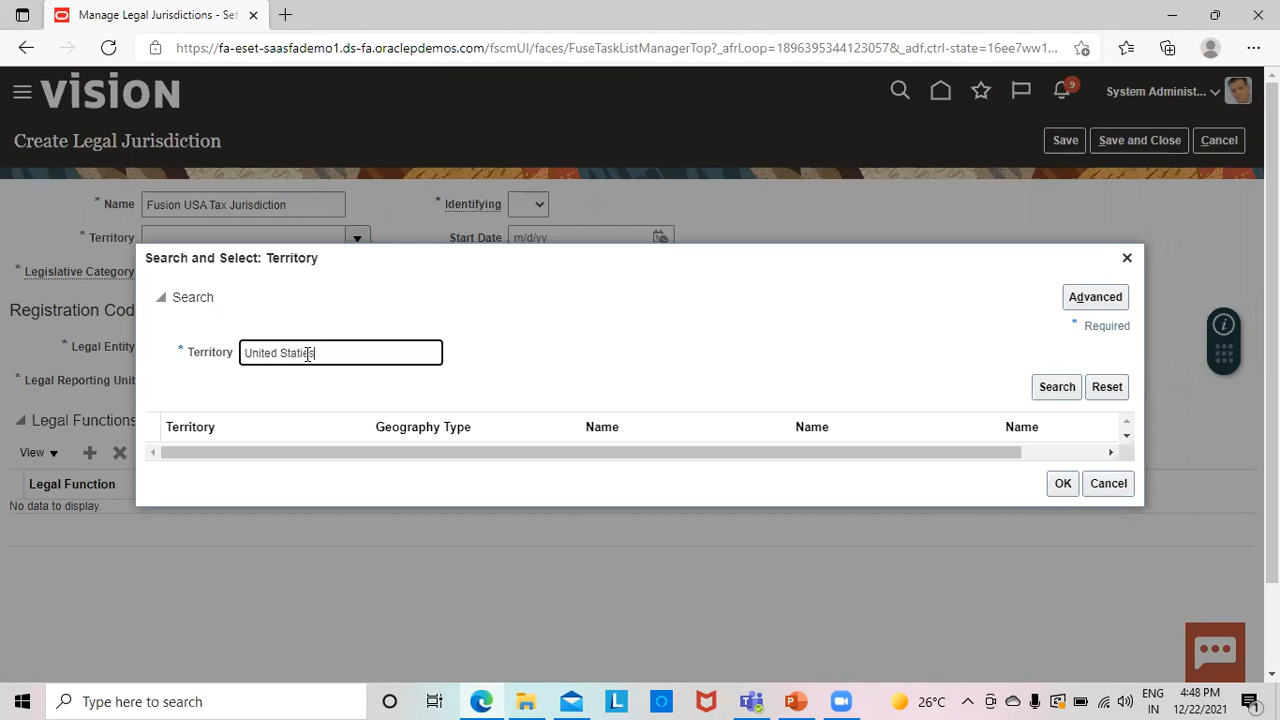 Manage Legal Jurisdictions - Set
https://fa-eset-saasfademo1.ds-fa.oraclepdemos.com/fscmUI/faces/FuseTaskListManagerTop?_afrLoop=18963953441230577&_adf.ctrl-state=16ee7ww1...
VISION
9
System Administ...
Create Legal Jurisdiction
Save
Save and Close
Cancel
* Name Fusion USA Tax Jurisdiction
* Identifying
* Territory
Start Date m/d/yy
* Legislative Category
Search and Select: Territory
Search
Advanced
* Required
* Territory
Search
Reset
Territory Geography Type Name Name Name
OK
Cancel
Registration Cod
Legal Entity
Legal Reporting Unit
Legal Functions
View
Legal Function
No data to display.
Type here to search
26°C
ENG
IN
4:48 PM
12/22/2021
1